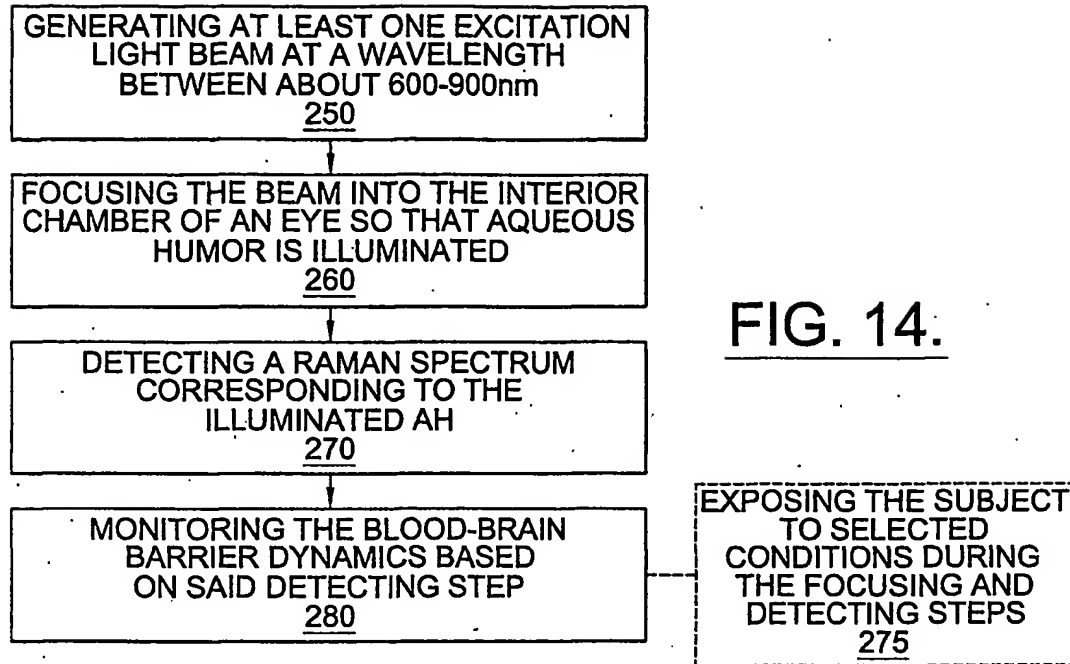 GENERATING AT LEAST ONE EXCITATION
LIGHT BEAM AT A WAVELENGTH
BETWEEN ABOUT 600-900nm
250
FOCUSING THE BEAM INTO THE INTERIOR
CHAMBER OF AN EYE SO THAT AQUEOUS
HUMOR IS ILLUMINATED
260
DETECTING A RAMAN SPECTRUM
CORRESPONDING TO THE
ILLUMINATED AH
270
MONITORING THE BLOOD-BRAIN
BARRIER DYNAMICS BASED
ON SAID DETECTING STEP
280
EXPOSING THE SUBJECT
TO SELECTED
CONDITIONS DURING
THE FOCUSING AND
DETECTING STEPS
275
FIG. 14.